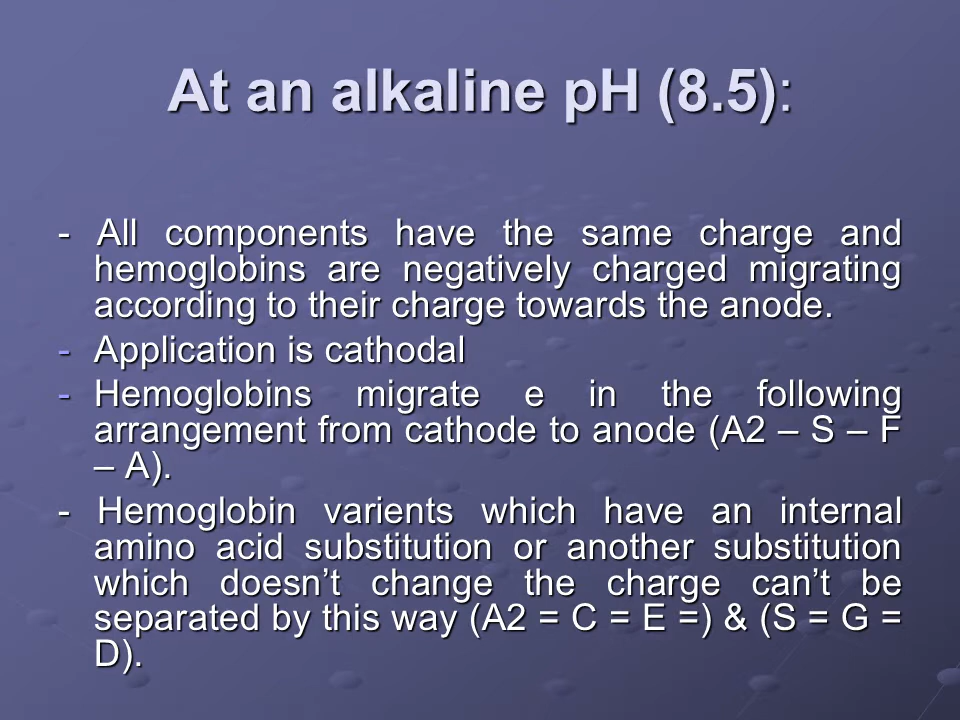 At an alkaline pH (8.5):
- All components have the same charge and
hemoglobins are negatively charged migrating
according to their charge towards the anode.
- Application is cathodal
- Hemoglobins migrate e in the following
arrangement from cathode to anode (A2 – S – F
– A).
- Hemoglobin varients which have an internal
amino acid substitution or another substitution
which doesn’t change the charge can’t be
separated by this way (A2 = C = E =) & (S = G =
D).